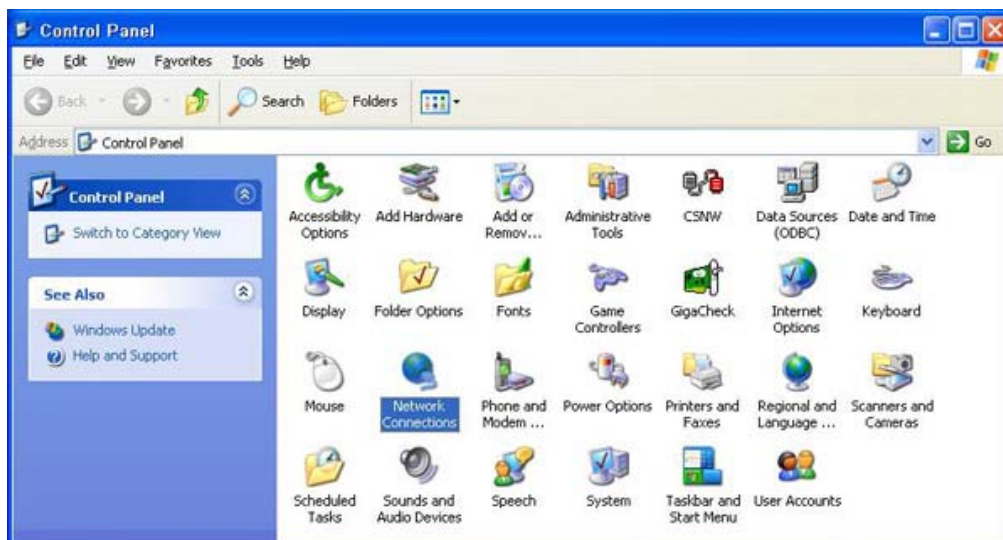 Control Panel
File Edit View Favorites Tools Help
Back Search Folders
Address Control Panel Go
Control Panel
Switch to Category View
See Also
Windows Update
Help and Support
Accessibility Options
Add Hardware
Add or Remov...
Administrative Tools
CSNW
Data Sources (ODBC)
Date and Time
Display
Folder Options
Fonts
Game Controllers
GigaCheck
Internet Options
Keyboard
Mouse
Network Connections
Phone and Modem ...
Power Options
Printers and Faxes
Regional and Language ...
Scanners and Cameras
Scheduled Tasks
Sounds and Audio Devices
Speech
System
Taskbar and Start Menu
User Accounts